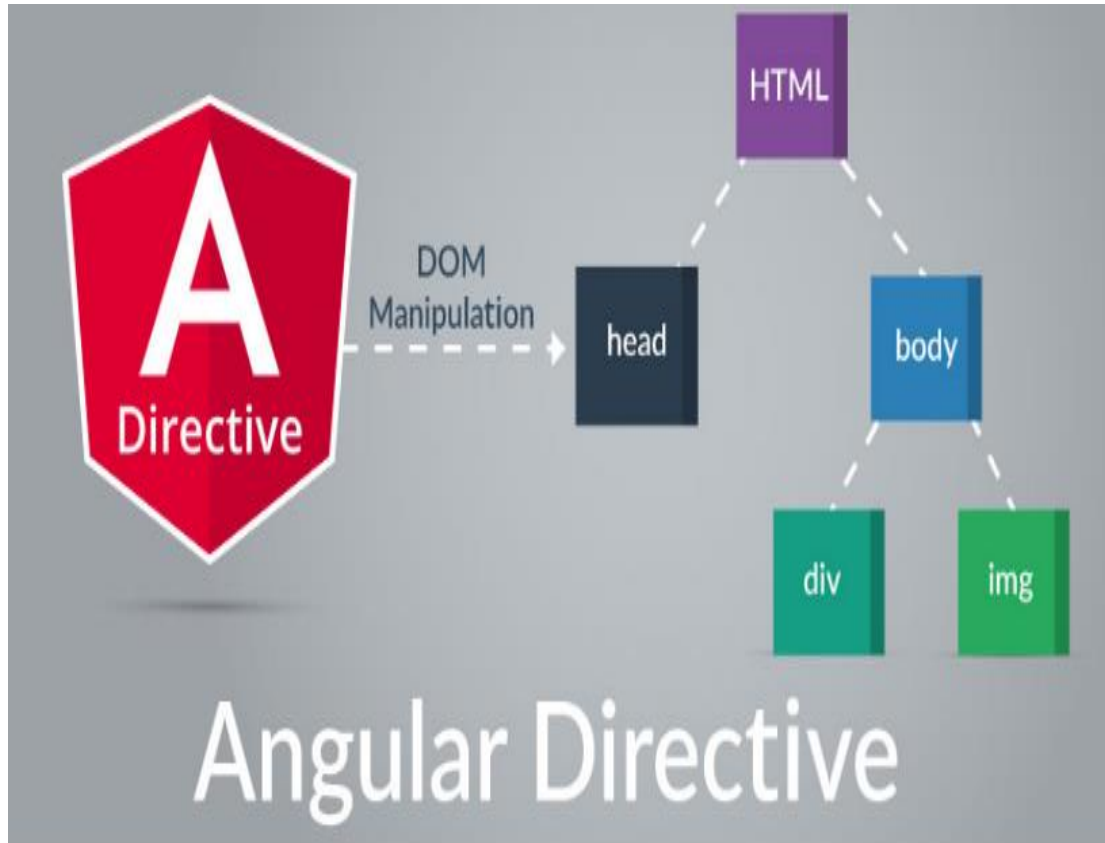 HTML
DOM
Manipulation
head
body
A
Directive
div
img
Angular Directive